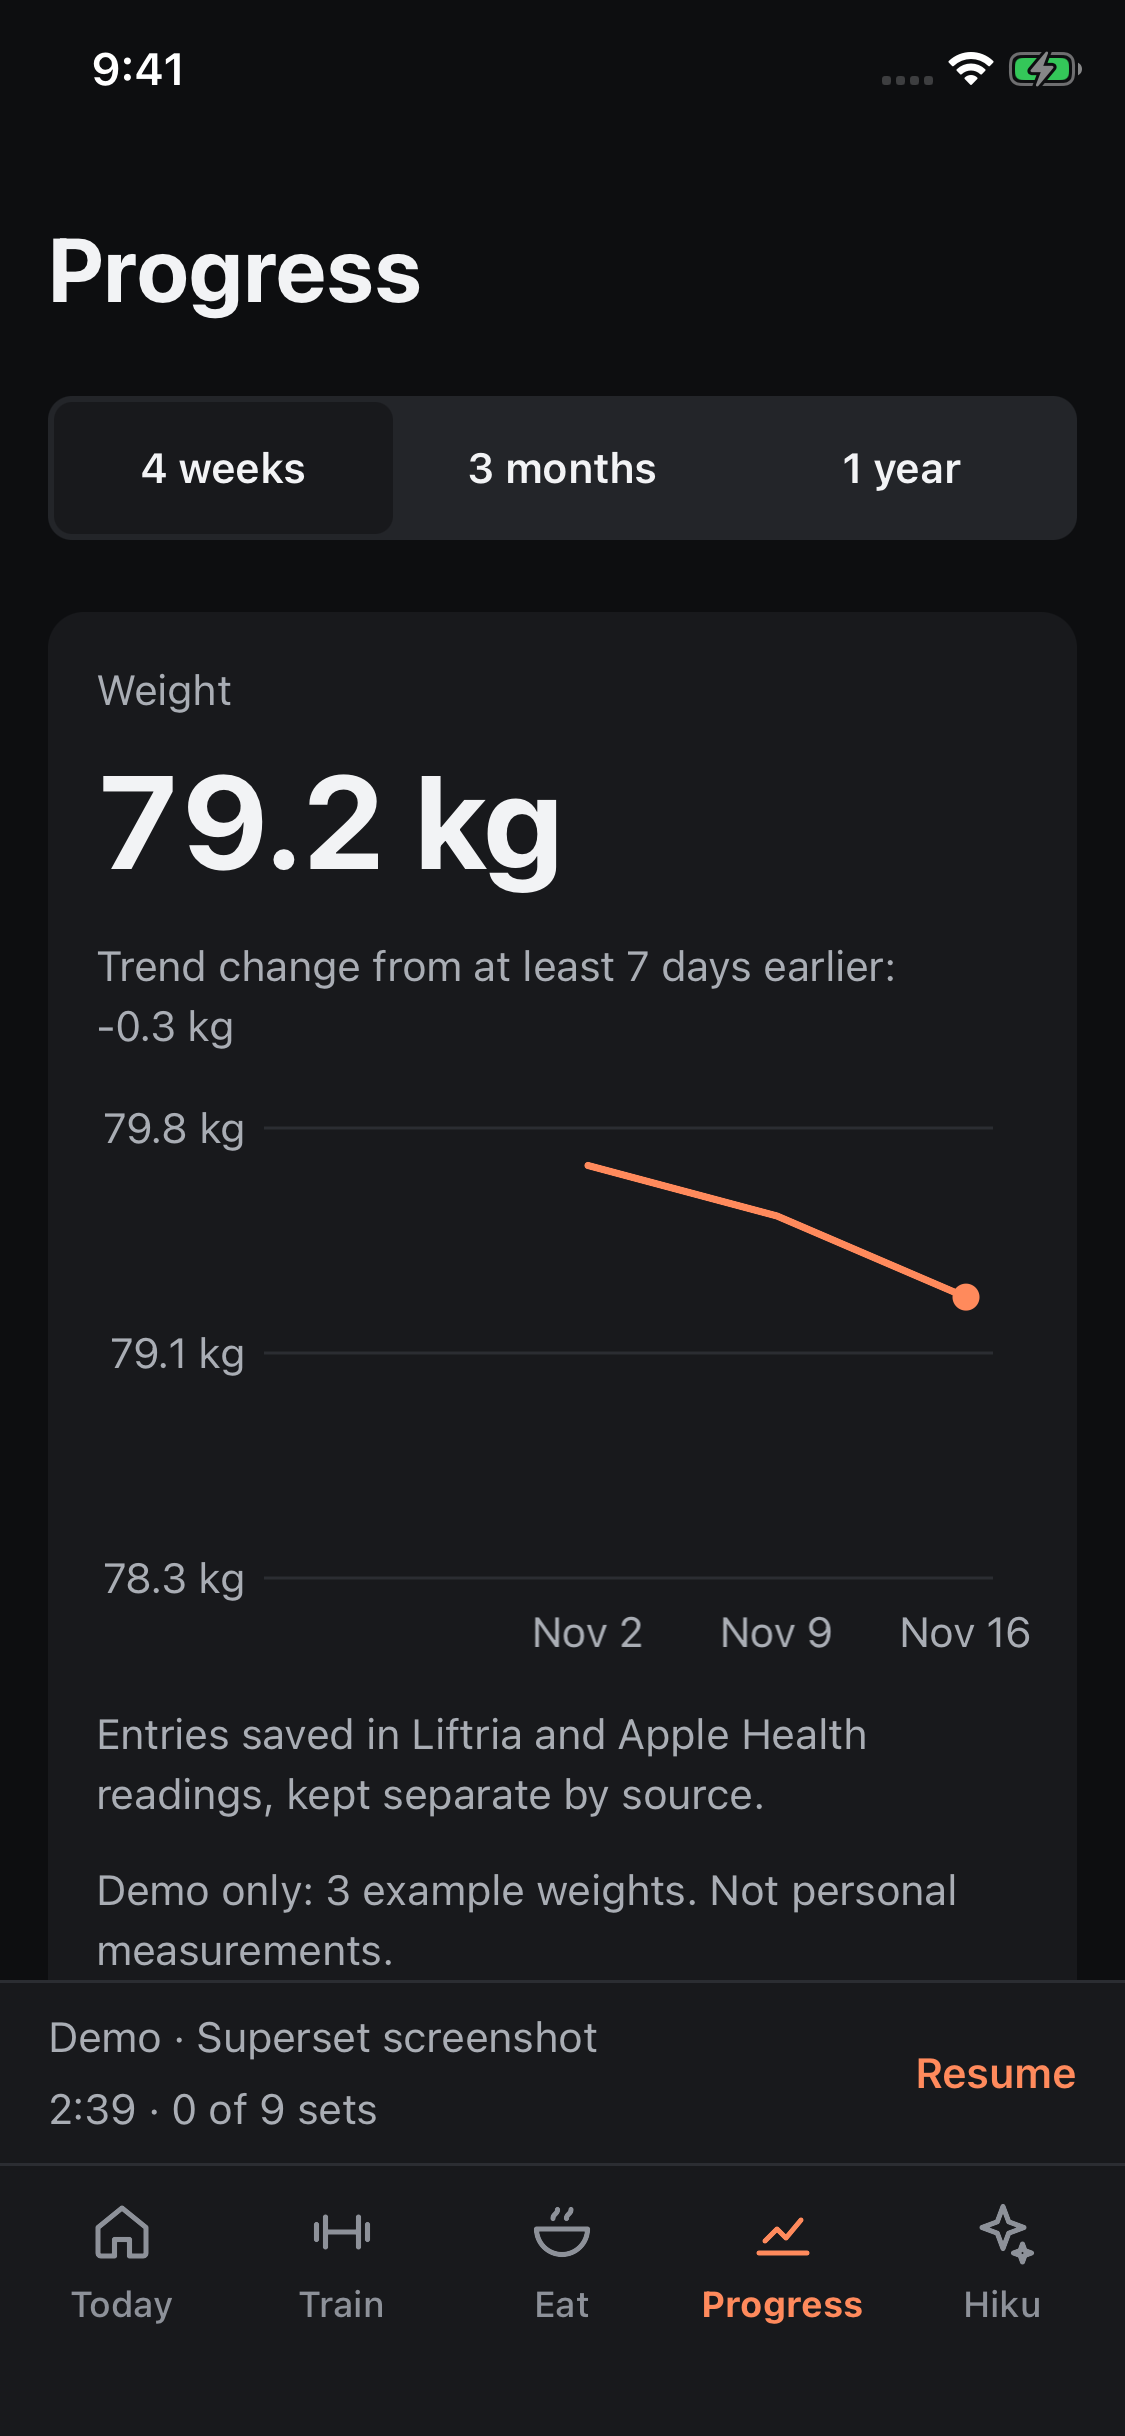 9:41
Progress
4 weeks
3 months
1 year
Weight
79.2 kg
Trend change from at least 7 days earlier:
-0.3 kg
79.8 kg
79.1 kg
78.3 kg
Nov 2
Nov 9
Nov 16
Entries saved in Liftria and Apple Health
readings, kept separate by source.
Demo only: 3 example weights. Not personal
measurements.
Demo · Superset screenshot
2:39 · 0 of 9 sets
Resume
Today
Train
Eat
Progress
Hiku